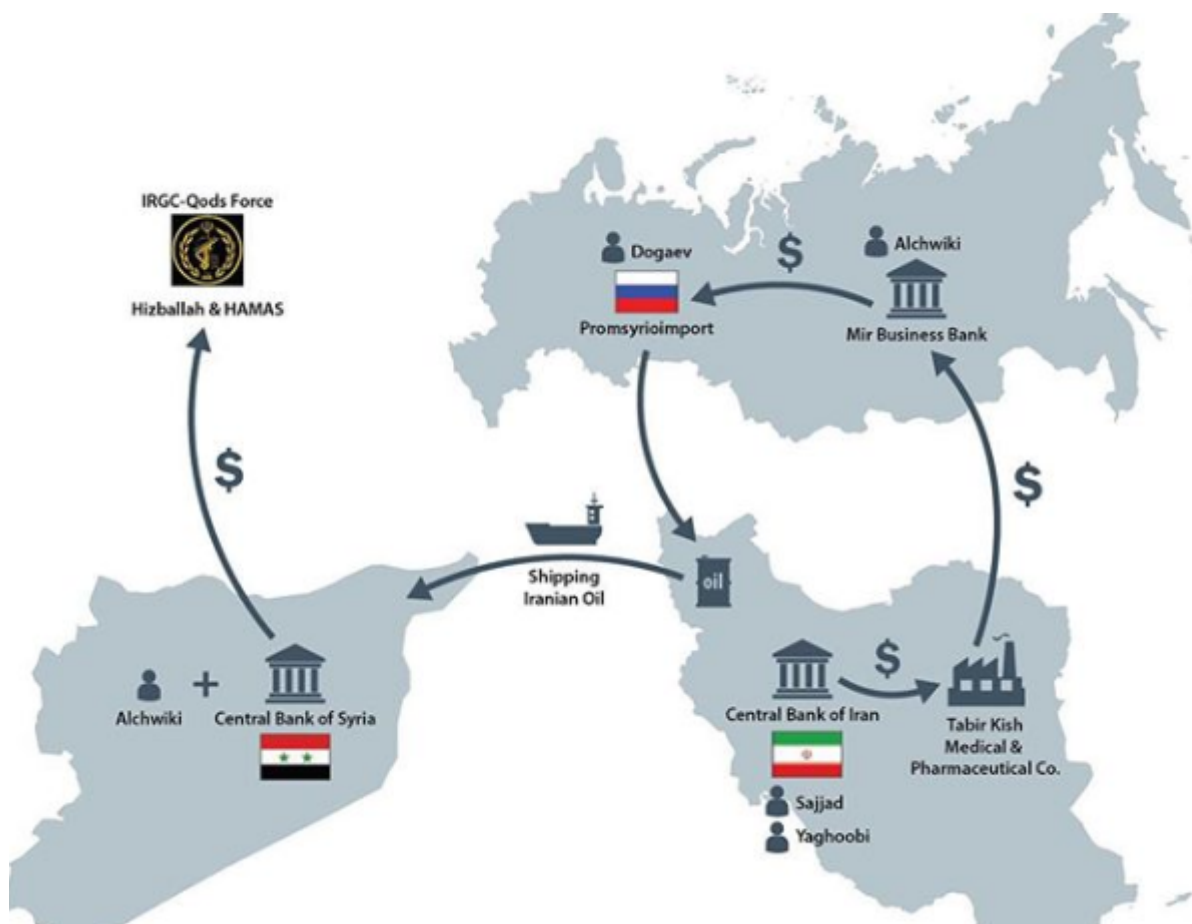 IRGC-Qods Force
Hizballah & HAMAS
Dogaev
Promsyrioimport
$
Alchwiki
Mir Business Bank
$
$
Shipping
Iranian Oil
oil
Alchwiki
+
Central Bank of Syria
Central Bank of Iran
$
Tabir Kish
Medical &
Pharmaceutical Co.
Sajjad
Yaghoobi